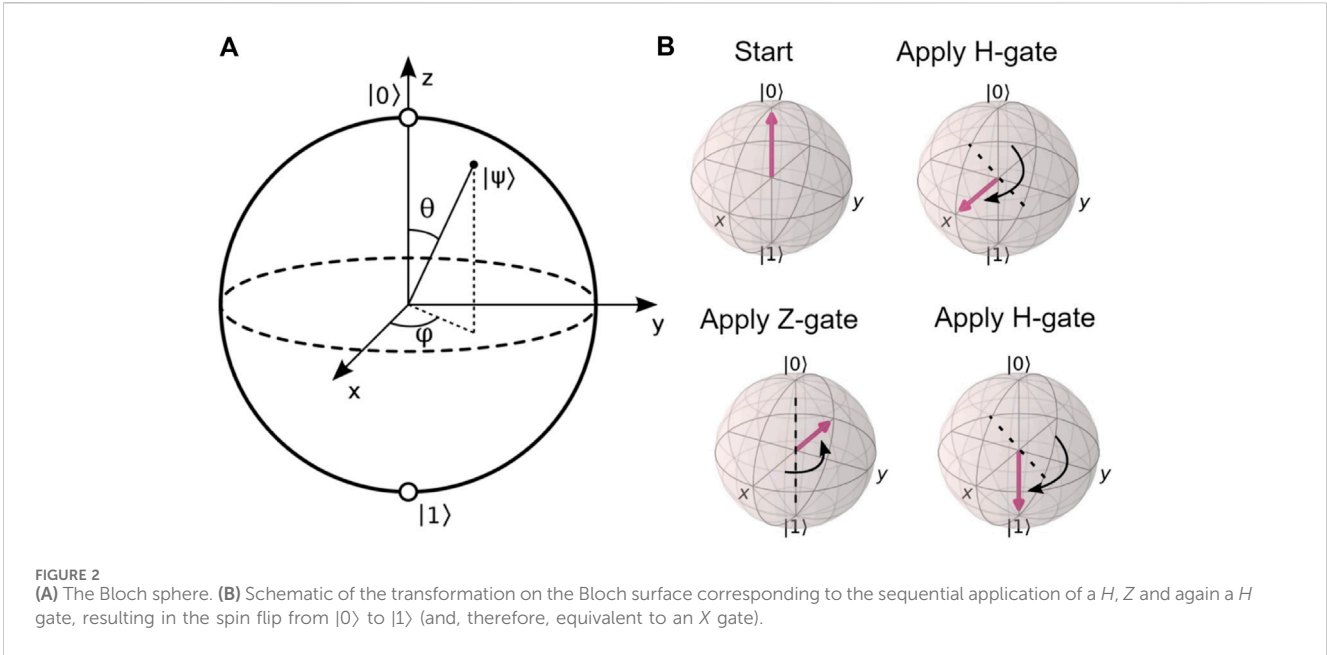 A
z
|0⟩
|ψ⟩
θ
y
φ
x
|1⟩
B
Start
|0⟩
y
x
|1⟩
Apply H-gate
|0⟩
y
x
|1⟩
Apply Z-gate
|0⟩
y
x
|1⟩
Apply H-gate
|0⟩
y
x
|1⟩
FIGURE 2
(A) The Bloch sphere. (B) Schematic of the transformation on the Bloch surface corresponding to the sequential application of a H, Z and again a H
gate, resulting in the spin flip from |0⟩ to |1⟩ (and, therefore, equivalent to an X gate).